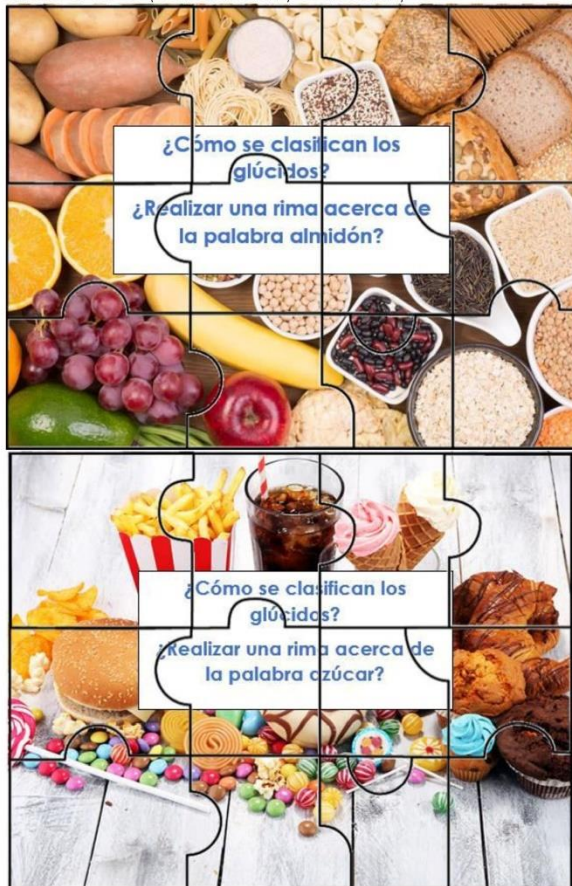 ¿Cómo se clasifican los
glúcidos?
¿Realizar una rima acerca de
la palabra almidón?
¿Cómo se clasifican los
glúcidos?
¿Realizar una rima acerca de
la palabra azúcar?